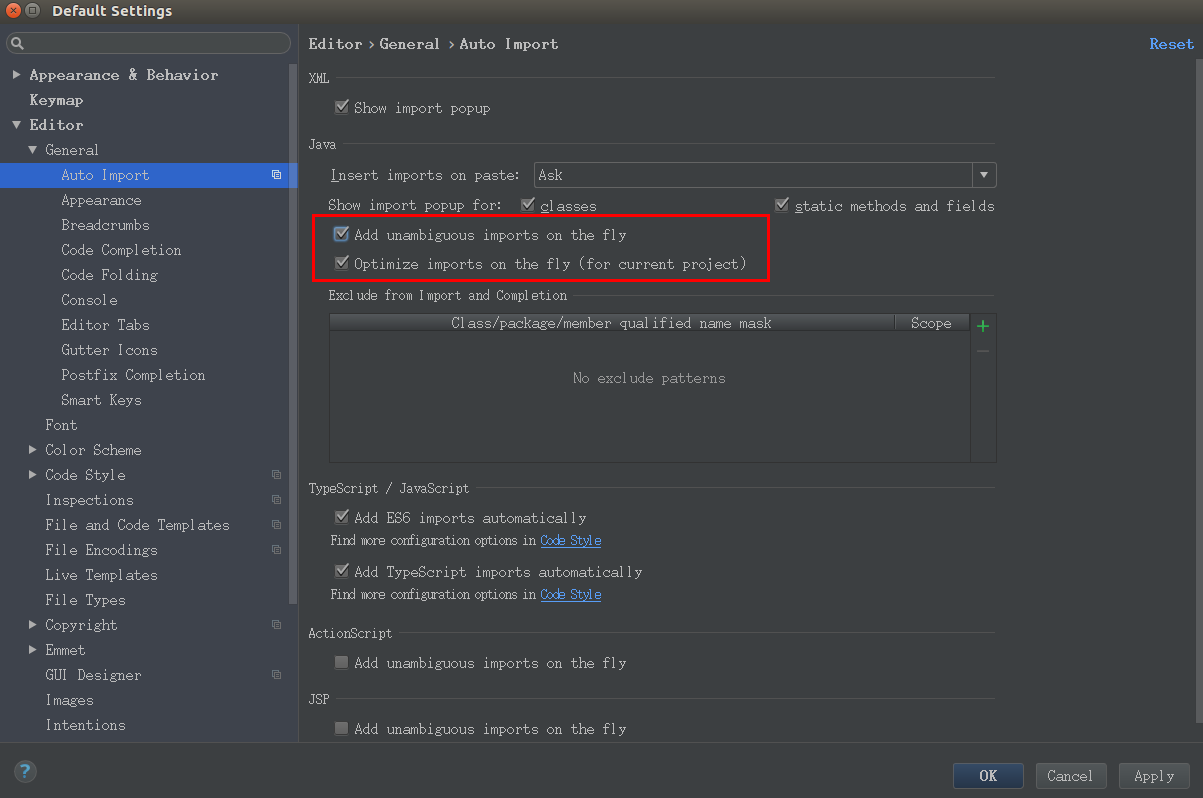 Default Settings
Appearance & Behavior
Keymap
Editor
General
Auto Import
Appearance
Breadcrumbs
Code Completion
Code Folding
Console
Editor Tabs
Gutter Icons
Postfix Completion
Smart Keys
Font
Color Scheme
Code Style
Inspections
File and Code Templates
File Encodings
Live Templates
File Types
Copyright
Emmet
GUI Designer
Images
Intentions
Editor › General › Auto Import
Reset
XML
Show import popup
Java
Insert imports on paste: Ask
Show import popup for: classes static methods and fields
Add unambiguous imports on the fly
Optimize imports on the fly (for current project)
Exclude from Import and Completion
Class/package/member qualified name mask Scope
No exclude patterns
TypeScript / JavaScript
Add ES6 imports automatically
Find more configuration options in Code Style
Add TypeScript imports automatically
Find more configuration options in Code Style
ActionScript
Add unambiguous imports on the fly
JSP
Add unambiguous imports on the fly
?
OK Cancel Apply